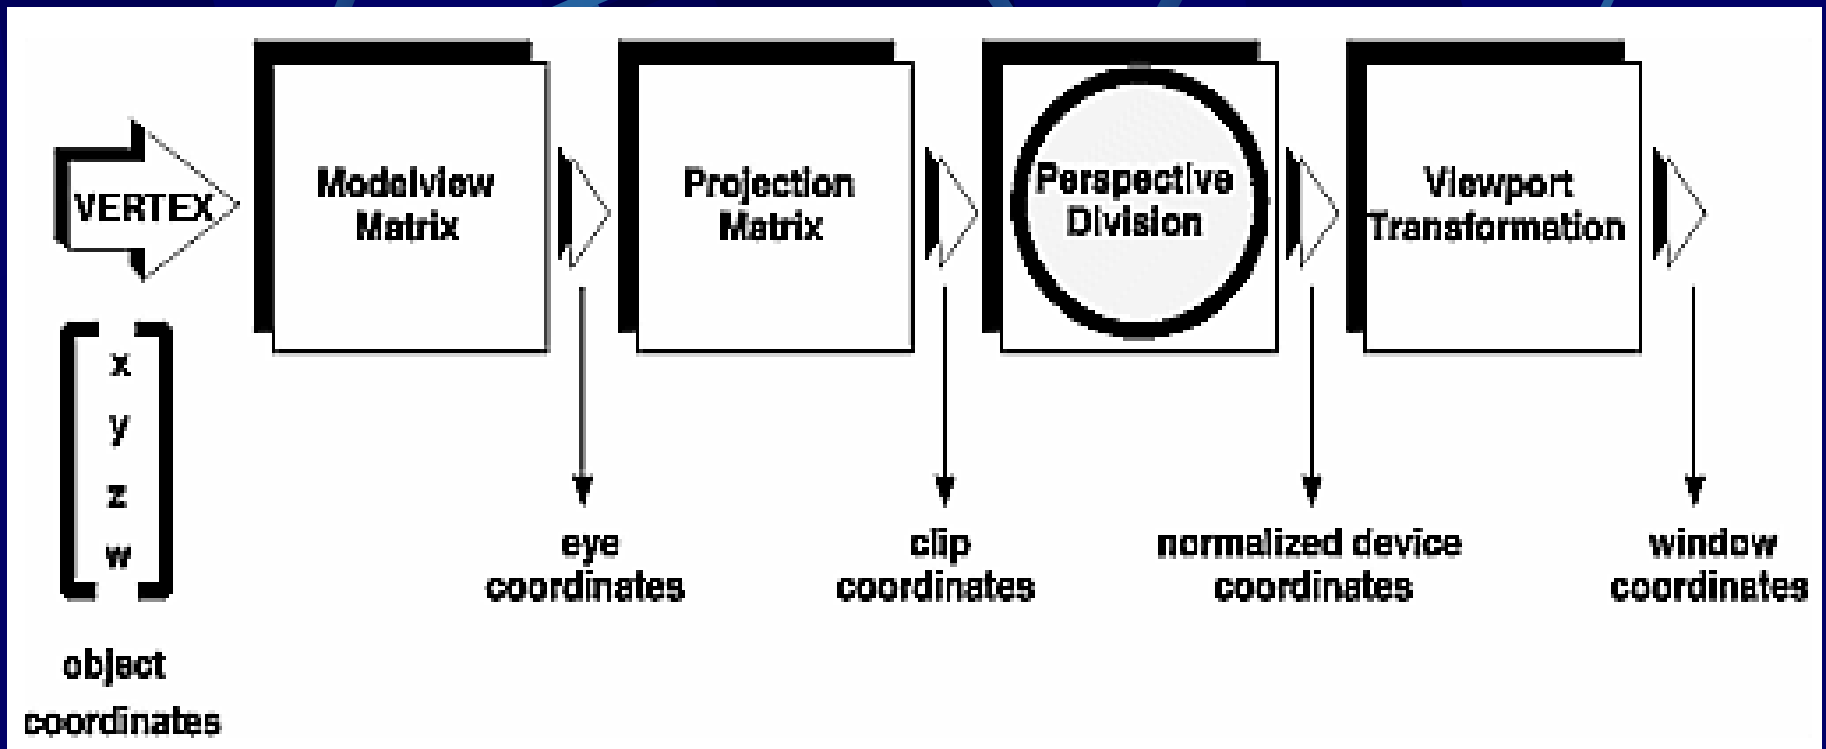 VERTEX
Modelview
Matrix
Projection
Matrix
Perspective
Division
Viewport
Transformation
x
y
z
w
object
coordinates
eye
coordinates
clip
coordinates
normalized device
coordinates
window
coordinates